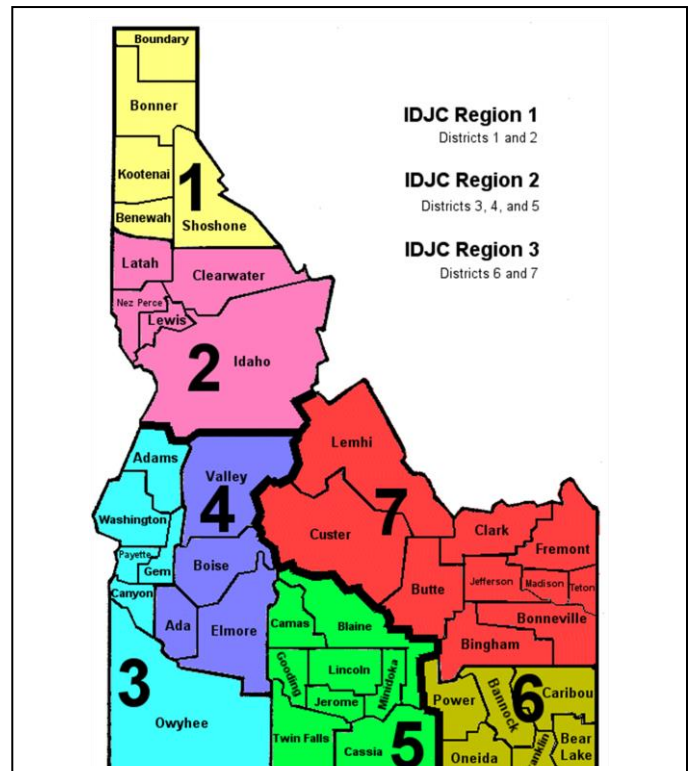 Boundary
Bonner
IDJC Region 1
Districts 1 and 2
Kootenai
1
IDJC Region 2
Districts 3, 4, and 5
Benewah
Shoshone
IDJC Region 3
Districts 6 and 7
Latah
Clearwater
Nez Perce
Lewis
Idaho
2
Adams
Valley
Lemhi
Washington
4
7
Custer
Clark
Fremont
Payette
Gem
Boise
Jefferson
Madison
Teton
Canyon
Butte
Ada
Elmore
Camas
Blaine
Bonneville
Bingham
Gooding
Lincoln
Minidoka
3
Jerome
Power
Bannock
6
Caribou
Owyhee
Twin Falls
Cassia
5
Oneida
Bear
Lake